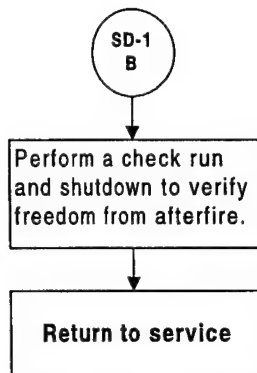 SD-1
B
Perform a check run
and shutdown to verify
freedom from afterfire.
Return to service